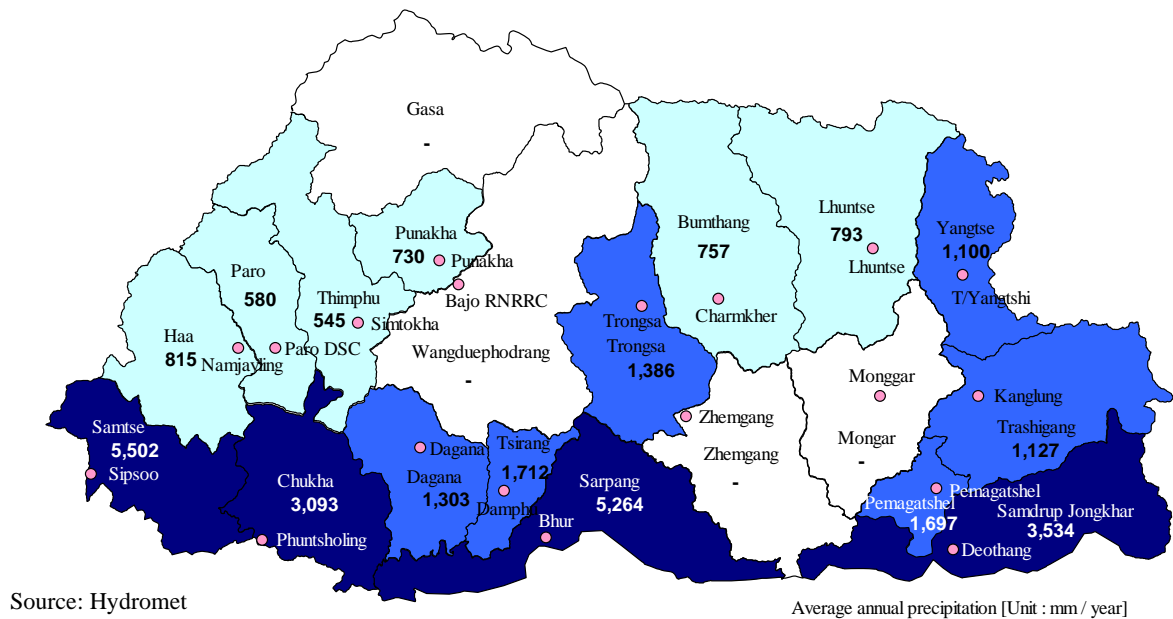 Gasa
-
Punakha
730
Punakha
Bajo RNRRC
Bumthang
757
Charmkher
Lhuntse
793
Lhuntse
Yangtse
1,100
T/Yangtshi
Paro
580
Paro DSC
Thimphu
545
Simtokha
Haa
815
Namjayling
Wangduephodrang
-
Trongsa
Trongsa
1,386
Monggar
Mongar
-
Kanglung
Trashigang
1,127
Zhemgang
Zhemgang
-
Samtse
5,502
Sipsoo
Chukha
3,093
Phuntsholing
Dagana
Dagana
1,303
Tsirang
1,712
Damphu
Sarpang
5,264
Bhur
Pemagatshel
Pemagatshel
1,697
Samdrup Jongkhar
3,534
Deothang
Source: Hydromet
Average annual precipitation [Unit : mm / year]